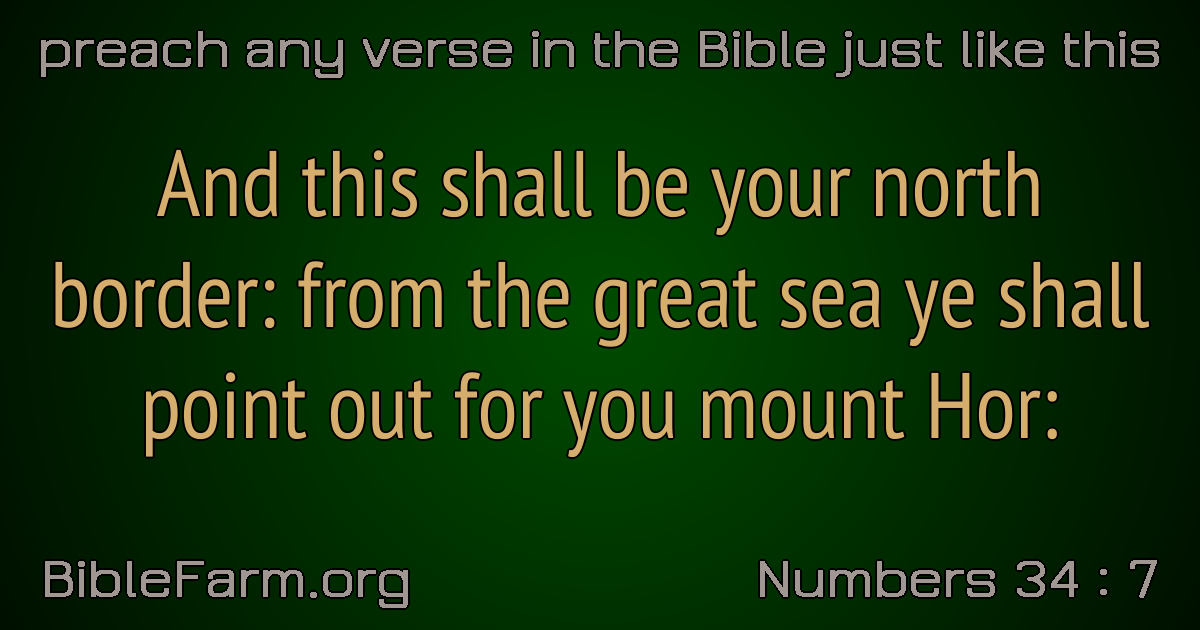 preach any verse in the Bible just like this
And this shall be your north
border: from the great sea ye shall
point out for you mount Hor:
BibleFarm.org
Numbers 34 : 7